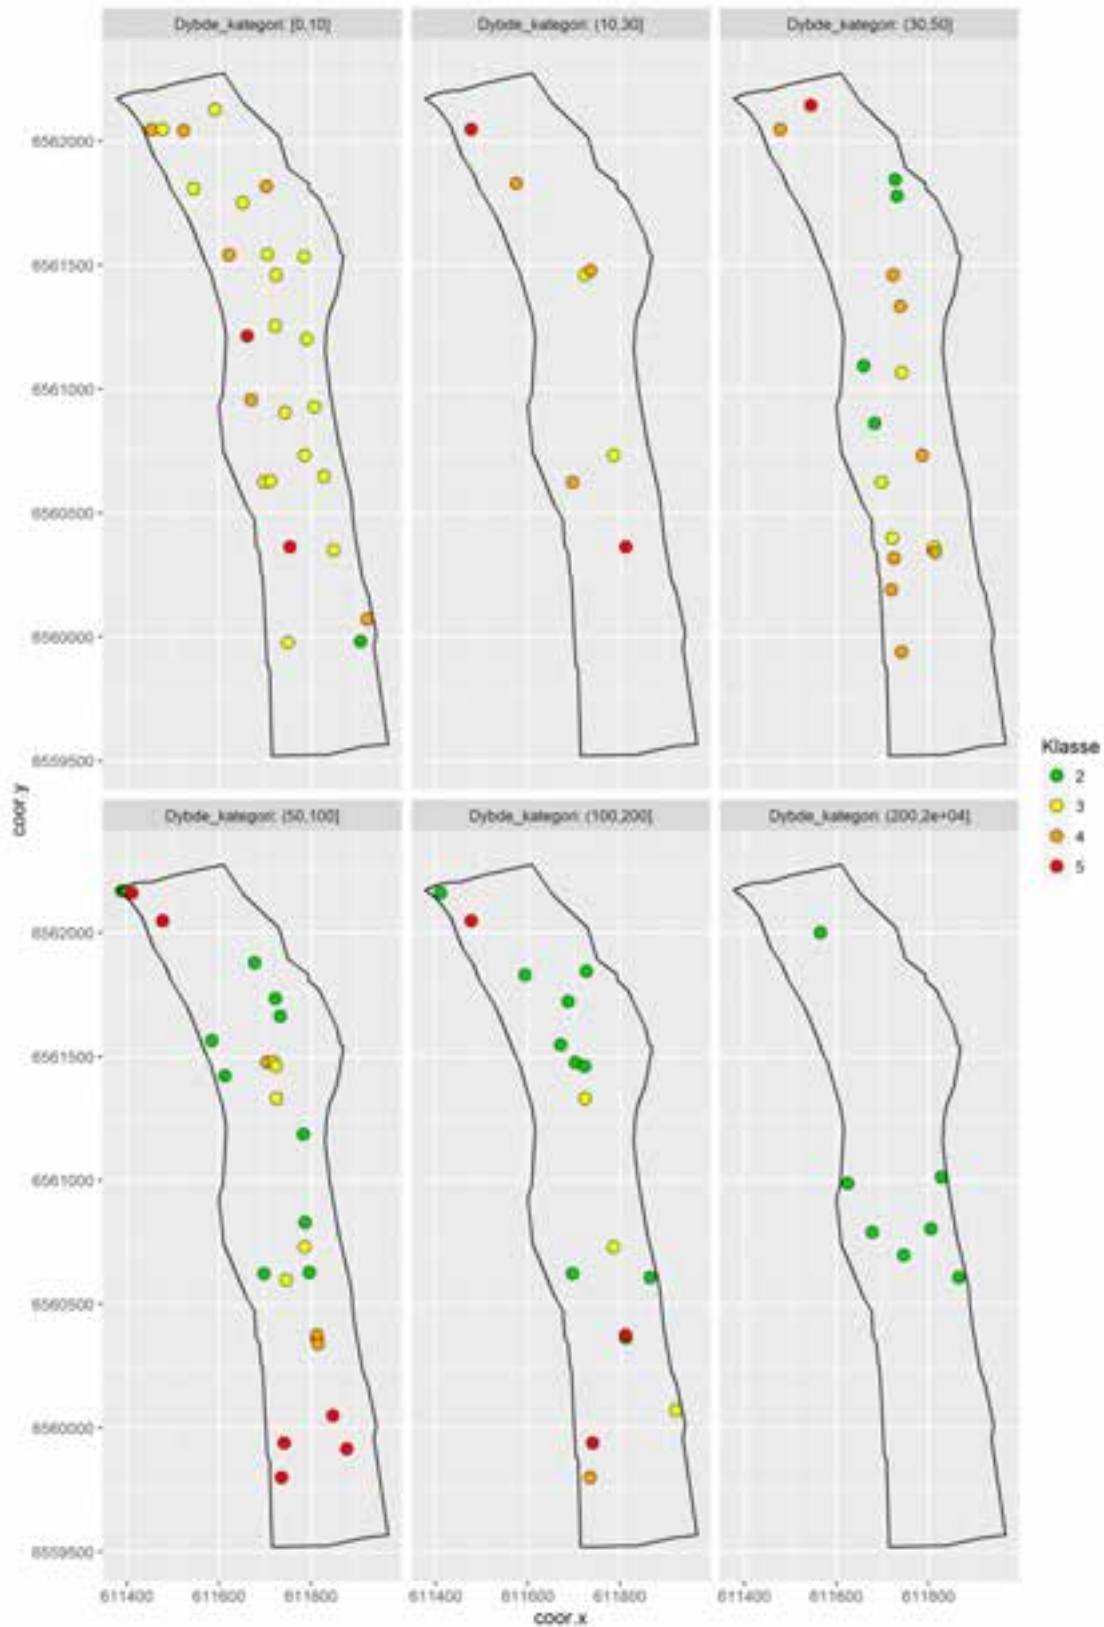 Dybde_kategori: [0,10]
Dybde_kategori: (10,30]
Dybde_kategori: (30,50]
6562000
6561500
6561000
6560500
6560000
6559500
Dybde_kategori: (50,100]
Dybde_kategori: (100,200]
Dybde_kategori: (200,2e+04]
6562000
6561500
6561000
6560500
6560000
6559500
coor.y
611400 611600 611800
611400 611600 611800
611400 611600 611800
coor.x
Klasse
2
3
4
5